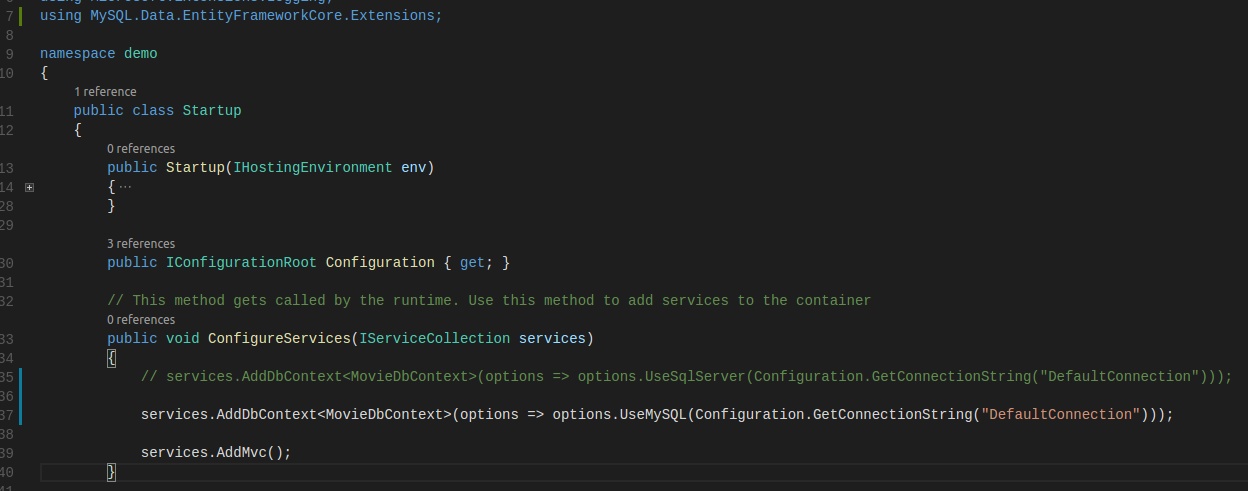 7 using MySQL.Data.EntityFrameworkCore.Extensions;
8
9 namespace demo
10 {
1 reference
11 public class Startup
12 {
0 references
13 public Startup(IHostingEnvironment env)
14 { ···
28 }
29
3 references
30 public IConfigurationRoot Configuration { get; }
31
32 // This method gets called by the runtime. Use this method to add services to the container
0 references
33 public void ConfigureServices(IServiceCollection services)
34 {
35 // services.AddDbContext<MovieDbContext>(options => options.UseSqlServer(Configuration.GetConnectionString("DefaultConnection")));
36
37 services.AddDbContext<MovieDbContext>(options => options.UseMySQL(Configuration.GetConnectionString("DefaultConnection")));
38
39 services.AddMvc();
40 }